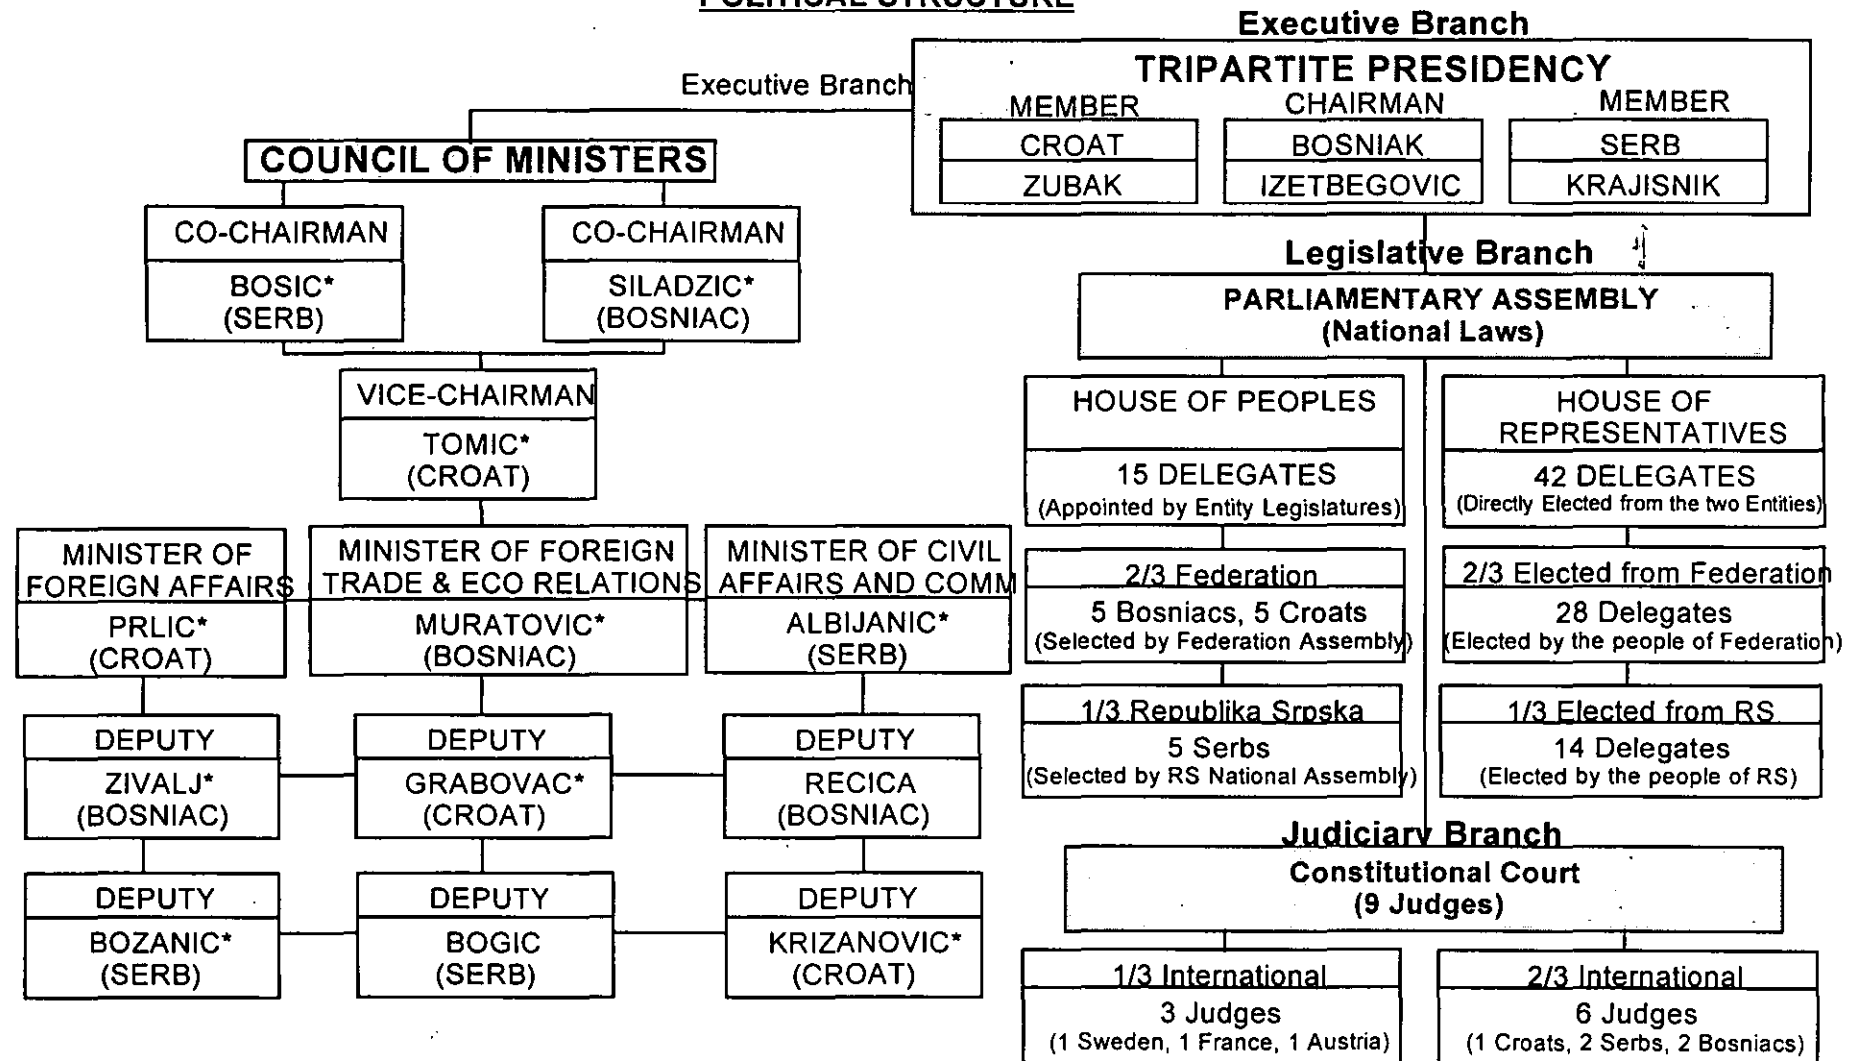 POLITICAL STRUCTURE
Executive Branch
TRIPARTITE PRESIDENCY
MEMBER
CROAT
ZUBAK
CHAIRMAN
BOSNIAK
IZETBEGOVIC
MEMBER
SERB
KRAJISNIK
Executive Branch
COUNCIL OF MINISTERS
CO-CHAIRMAN
BOSIC*
(SERB)
CO-CHAIRMAN
SILADZIC*
(BOSNIAC)
VICE-CHAIRMAN
TOMIC*
(CROAT)
MINISTER OF
FOREIGN AFFAIRS
PRLIC*
(CROAT)
MINISTER OF FOREIGN
TRADE & ECO RELATIONS
MURATOVIC*
(BOSNIAC)
MINISTER OF CIVIL
AFFAIRS AND COMM
ALBIJANIC*
(SERB)
DEPUTY
ZIVALJ*
(BOSNIAC)
DEPUTY
GRABOVAC*
(CROAT)
DEPUTY
RECICA
(BOSNIAC)
DEPUTY
BOZANIC*
(SERB)
DEPUTY
BOGIC
(SERB)
DEPUTY
KRIZANOVIC*
(CROAT)
Legislative Branch
PARLIAMENTARY ASSEMBLY
(National Laws)
HOUSE OF PEOPLES
15 DELEGATES
(Appointed by Entity Legislatures)
2/3 Federation
5 Bosniacs, 5 Croats
(Selected by Federation Assembly)
1/3 Republika Srpska
5 Serbs
(Selected by RS National Assembly)
HOUSE OF
REPRESENTATIVES
42 DELEGATES
(Directly Elected from the two Entities)
2/3 Elected from Federation
28 Delegates
(Elected by the people of Federation)
1/3 Elected from RS
14 Delegates
(Elected by the people of RS)
Judiciary Branch
Constitutional Court
(9 Judges)
1/3 International
3 Judges
(1 Sweden, 1 France, 1 Austria)
2/3 International
6 Judges
(1 Croats, 2 Serbs, 2 Bosniacs)